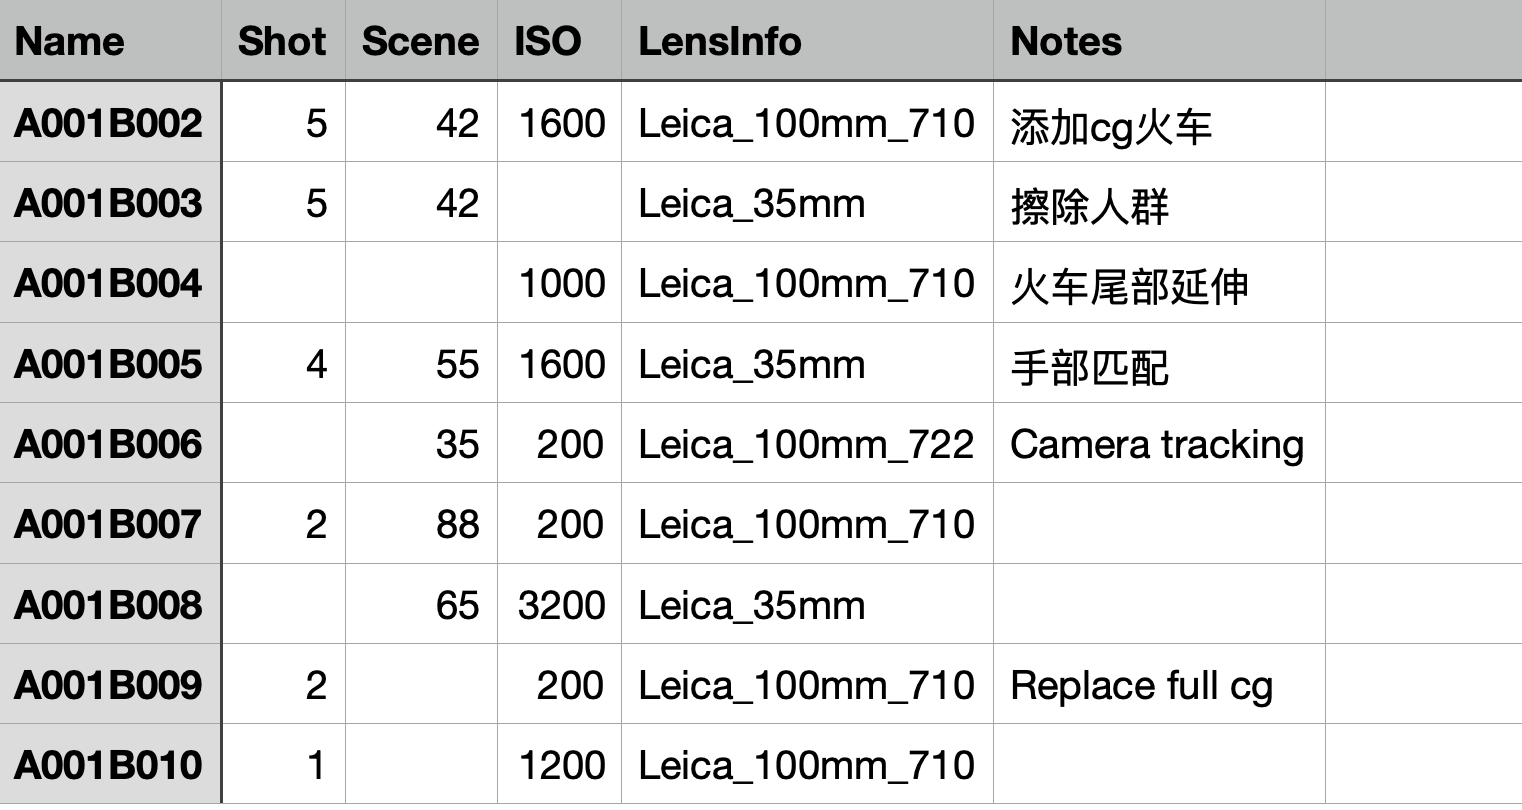 Name Shot Scene ISO LensInfo Notes
A001B002 5 42 1600 Leica_100mm_710 添加cg火车
A001B003 5 42 Leica_35mm 擦除人群
A001B004 1000 Leica_100mm_710 火车尾部延伸
A001B005 4 55 1600 Leica_35mm 手部匹配
A001B006 35 200 Leica_100mm_722 Camera tracking
A001B007 2 88 200 Leica_100mm_710
A001B008 65 3200 Leica_35mm
A001B009 2 200 Leica_100mm_710 Replace full cg
A001B010 1 1200 Leica_100mm_710